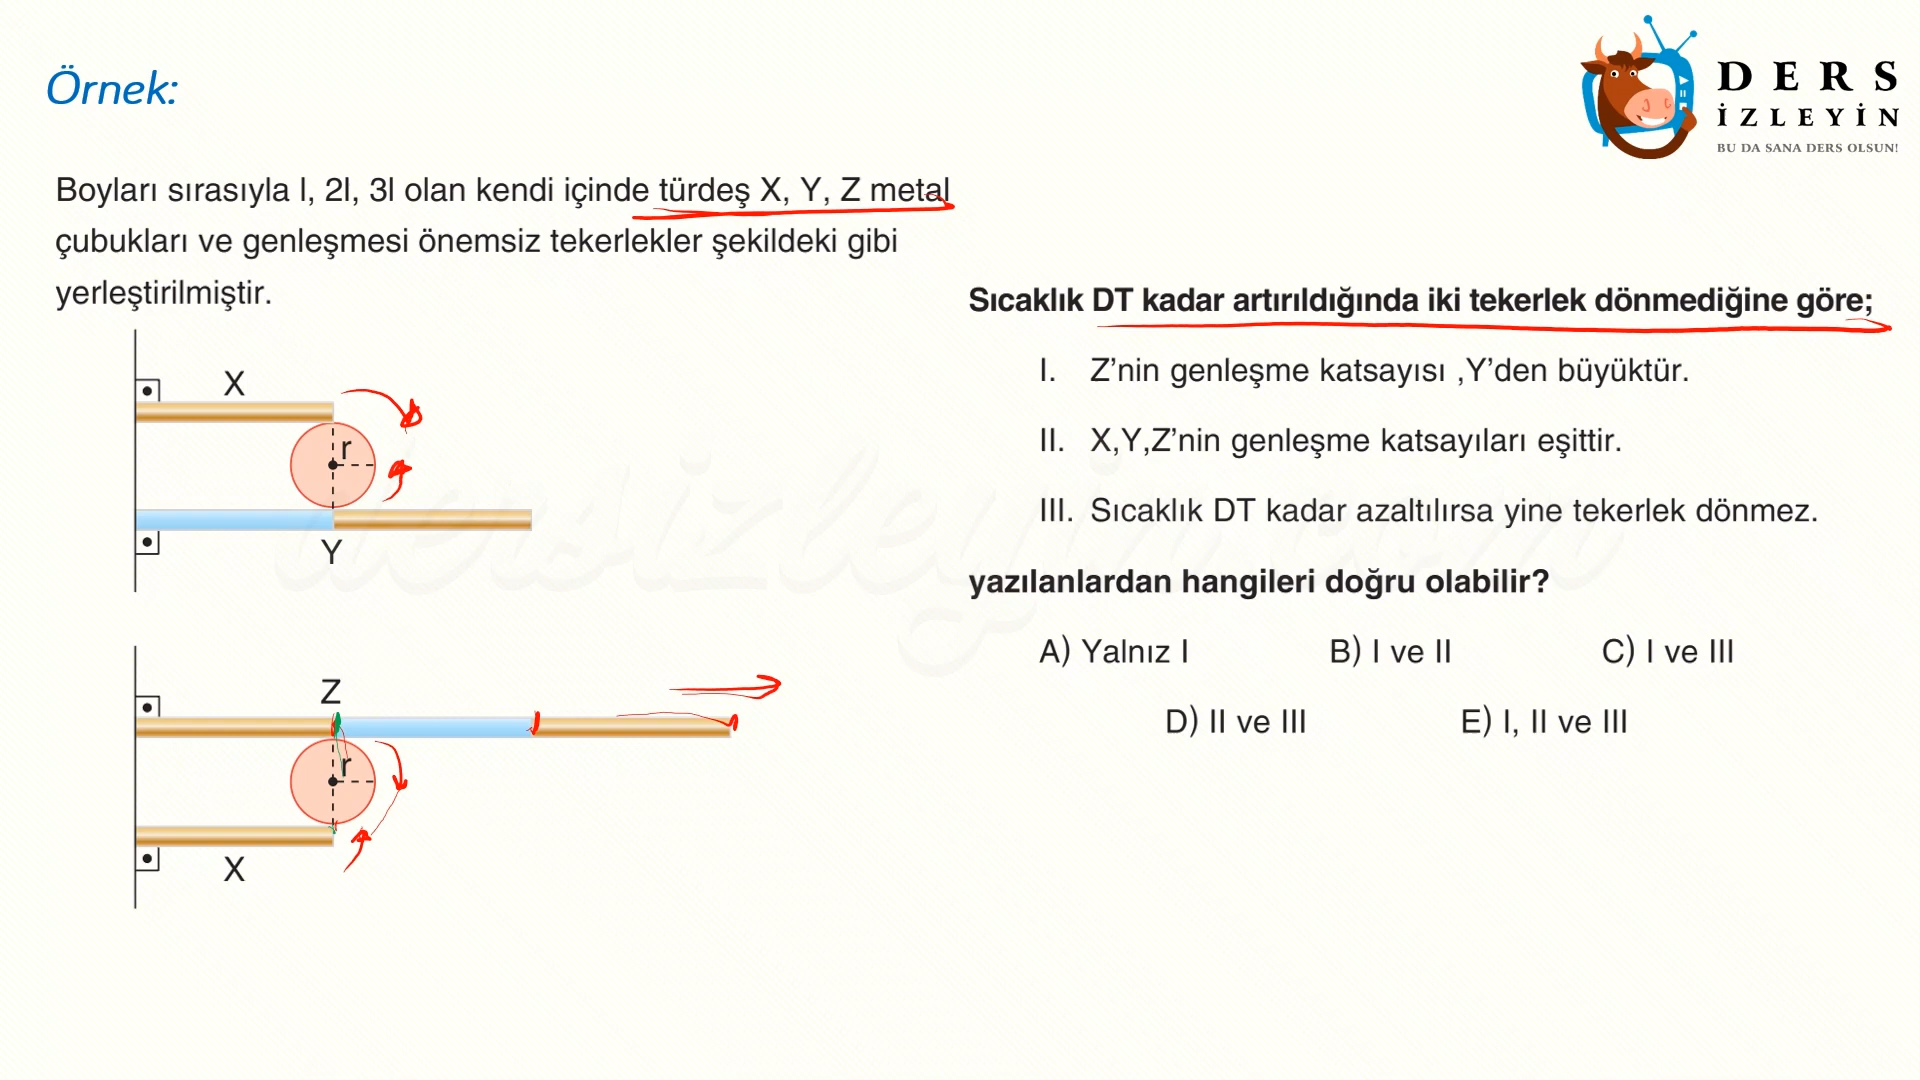 Örnek:
DERS
İZLEYİN
BU DA SANA DERS OLSUN!
Boyları sırasıyla l, 2l, 3l olan kendi içinde türdeş X, Y, Z metal
çubukları ve genleşmesi önemsiz tekerlekler şekildeki gibi
yerleştirilmiştir.
X
r
Y
Z
r
X
Sıcaklık DT kadar artırıldığında iki tekerlek dönmediğine göre;
I. Z’nin genleşme katsayısı ,Y’den büyüktür.
II. X,Y,Z’nin genleşme katsayıları eşittir.
III. Sıcaklık DT kadar azaltılırsa yine tekerlek dönmez.
yazılanlardan hangileri doğru olabilir?
A) Yalnız I B) I ve II C) I ve III
D) II ve III E) I, II ve III
dersizleyin.com